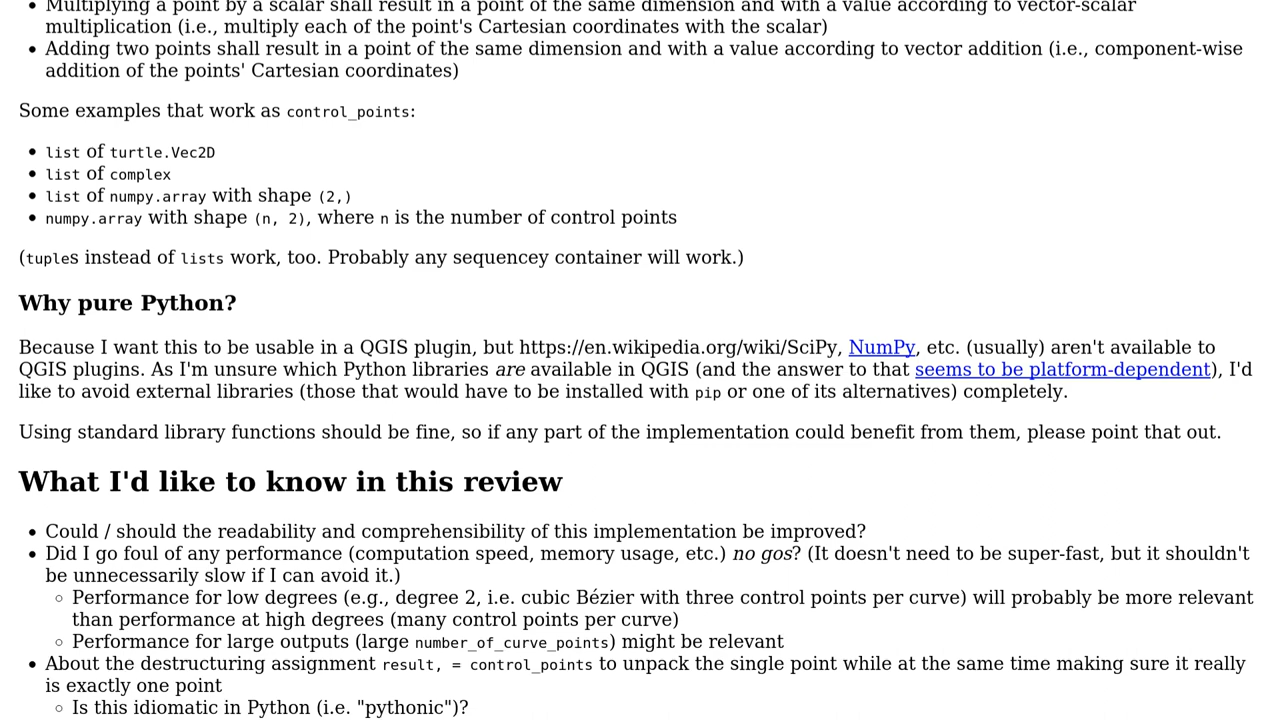 • Multiplying a point by a scalar shall result in a point of the same dimension and with a value according to vector-scalar
multiplication (i.e., multiply each of the point's Cartesian coordinates with the scalar)
• Adding two points shall result in a point of the same dimension and with a value according to vector addition (i.e., component-wise
addition of the points' Cartesian coordinates)
Some examples that work as control_points:
• list of turtle.Vec2D
• list of complex
• list of numpy.array with shape (2,)
• numpy.array with shape (n, 2), where n is the number of control points
(tuples instead of lists work, too. Probably any sequencey container will work.)
Why pure Python?
Because I want this to be usable in a QGIS plugin, but https://en.wikipedia.org/wiki/SciPy, NumPy, etc. (usually) aren't available to
QGIS plugins. As I'm unsure which Python libraries are available in QGIS (and the answer to that seems to be platform-dependent), I'd
like to avoid external libraries (those that would have to be installed with pip or one of its alternatives) completely.
Using standard library functions should be fine, so if any part of the implementation could benefit from them, please point that out.
What I'd like to know in this review
• Could / should the readability and comprehensibility of this implementation be improved?
• Did I go foul of any performance (computation speed, memory usage, etc.) no gos? (It doesn't need to be super-fast, but it shouldn't
be unnecessarily slow if I can avoid it.)
◦ Performance for low degrees (e.g., degree 2, i.e. cubic Bézier with three control points per curve) will probably be more relevant
than performance at high degrees (many control points per curve)
◦ Performance for large outputs (large number_of_curve_points) might be relevant
• About the destructuring assignment result, = control_points to unpack the single point while at the same time making sure it really
is exactly one point
◦ Is this idiomatic in Python (i.e. "pythonic")?